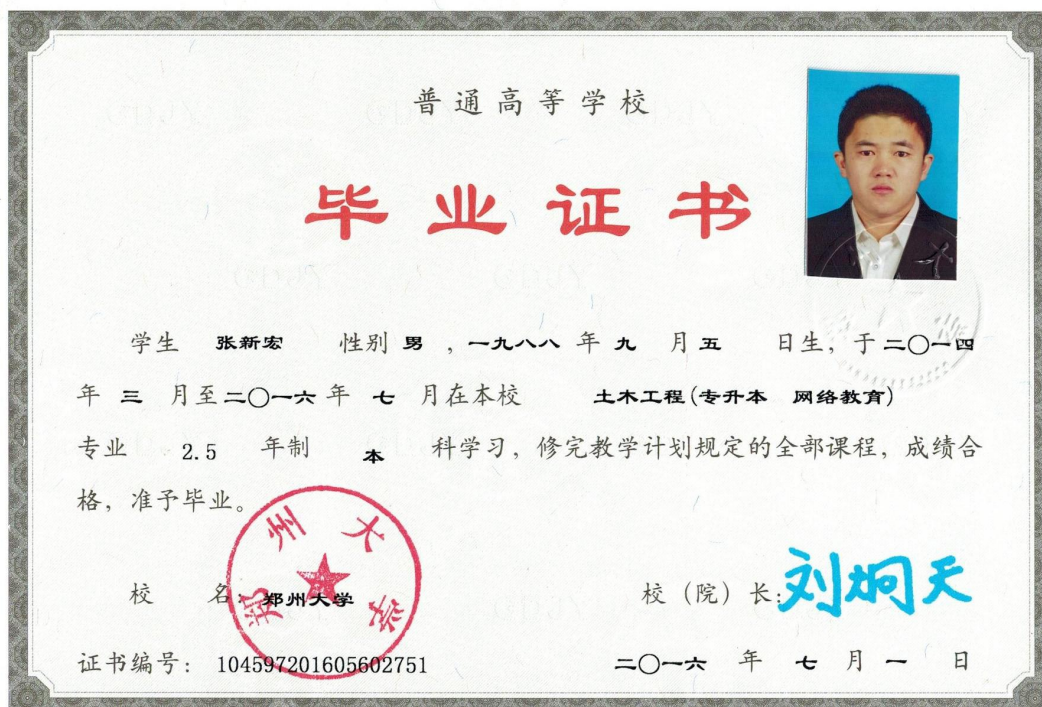 普通高等学校
毕业证书
学生 张新宏 性别 男 ,一九八八 年 九 月 五 日生,于 二〇一四
年 三 月至 二〇一六 年 七 月在本校 土木工程(专升本 网络教育)
专业 2.5 年制 本 科学习,修完教学计划规定的全部课程,成绩合
格,准予毕业。
郑州大学
校 名:郑州大学 校(院)长:刘炯天
证书编号: 104597201605602751 二〇一六 年 七 月 一 日